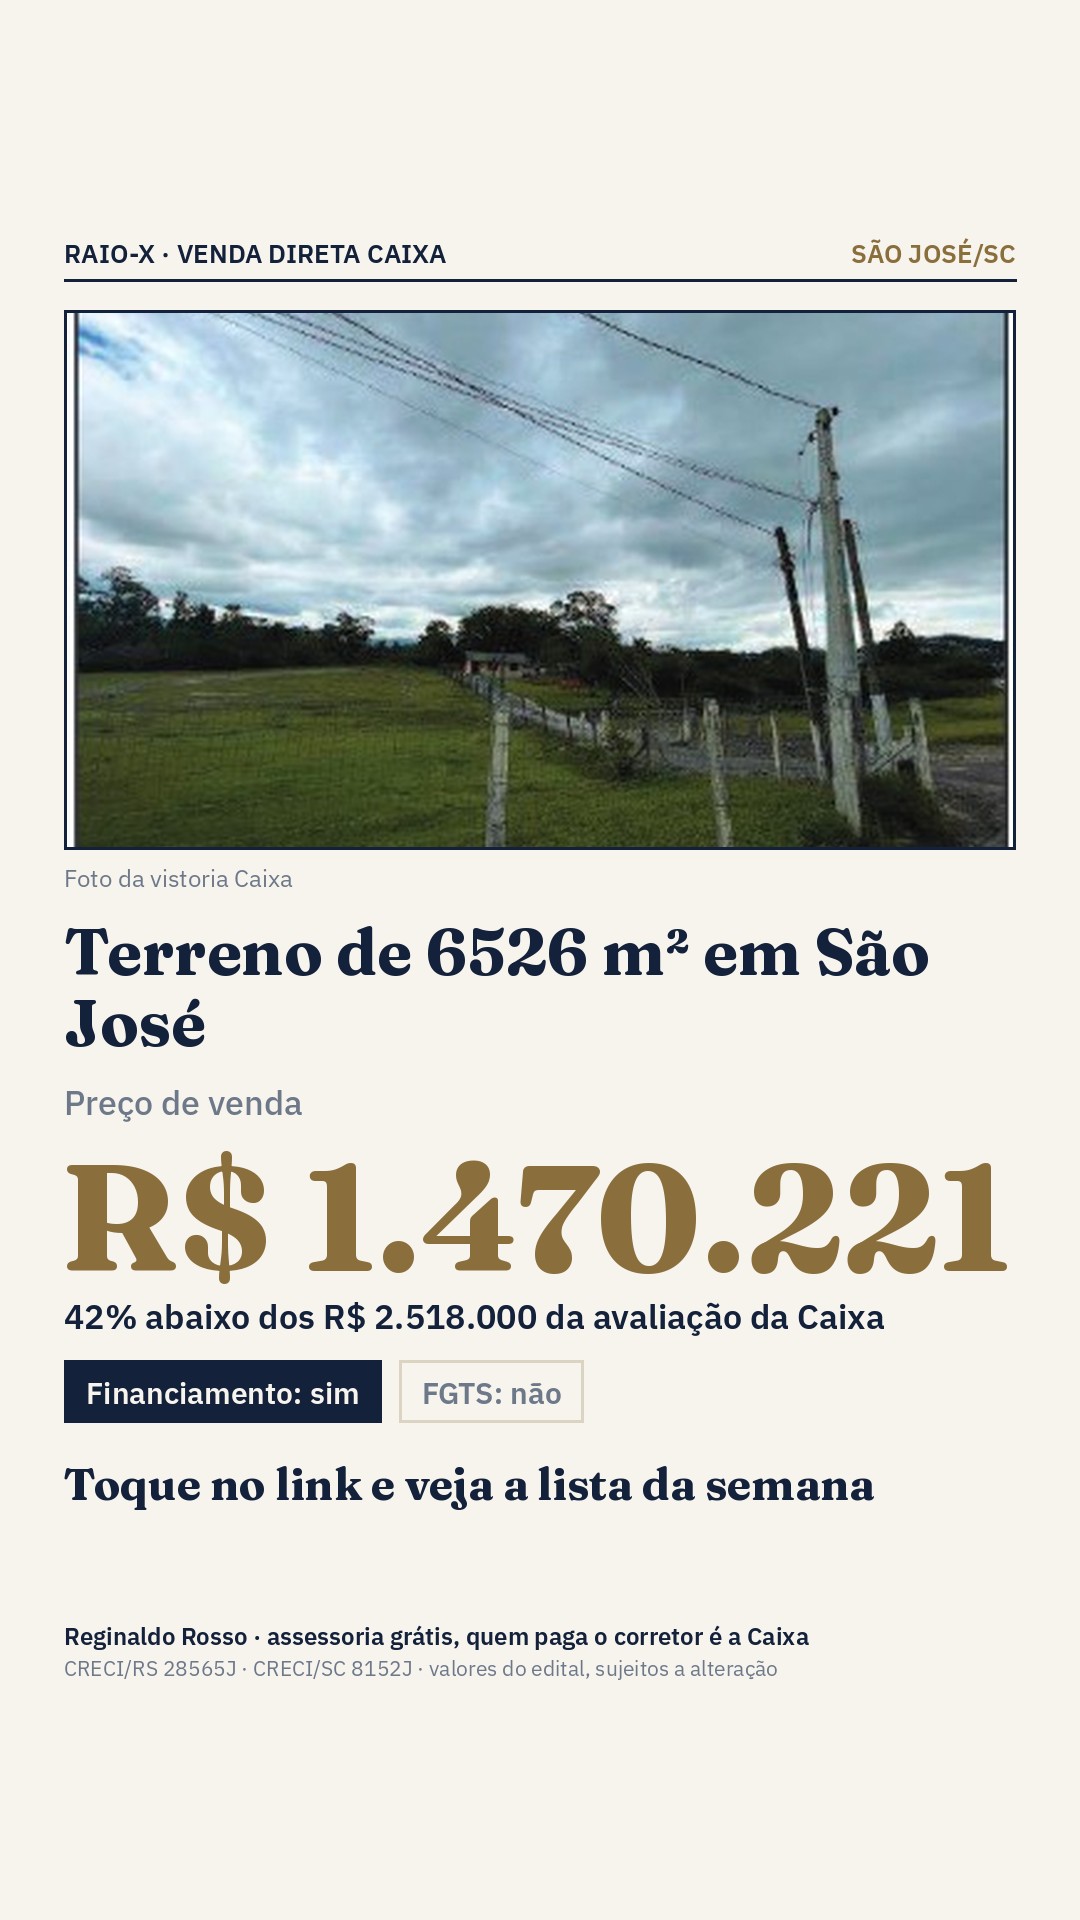 RAIO-X · VENDA DIRETA CAIXA
SÃO JOSÉ/SC
Foto da vistoria Caixa
Terreno de 6526 m² em São
José
Preço de venda
R$ 1.470.221
42% abaixo dos R$ 2.518.000 da avaliação da Caixa
Financiamento: sim
FGTS: não
Toque no link e veja a lista da semana
Reginaldo Rosso · assessoria grátis, quem paga o corretor é a Caixa
CRECI/RS 28565J · CRECI/SC 8152J · valores do edital, sujeitos a alteração